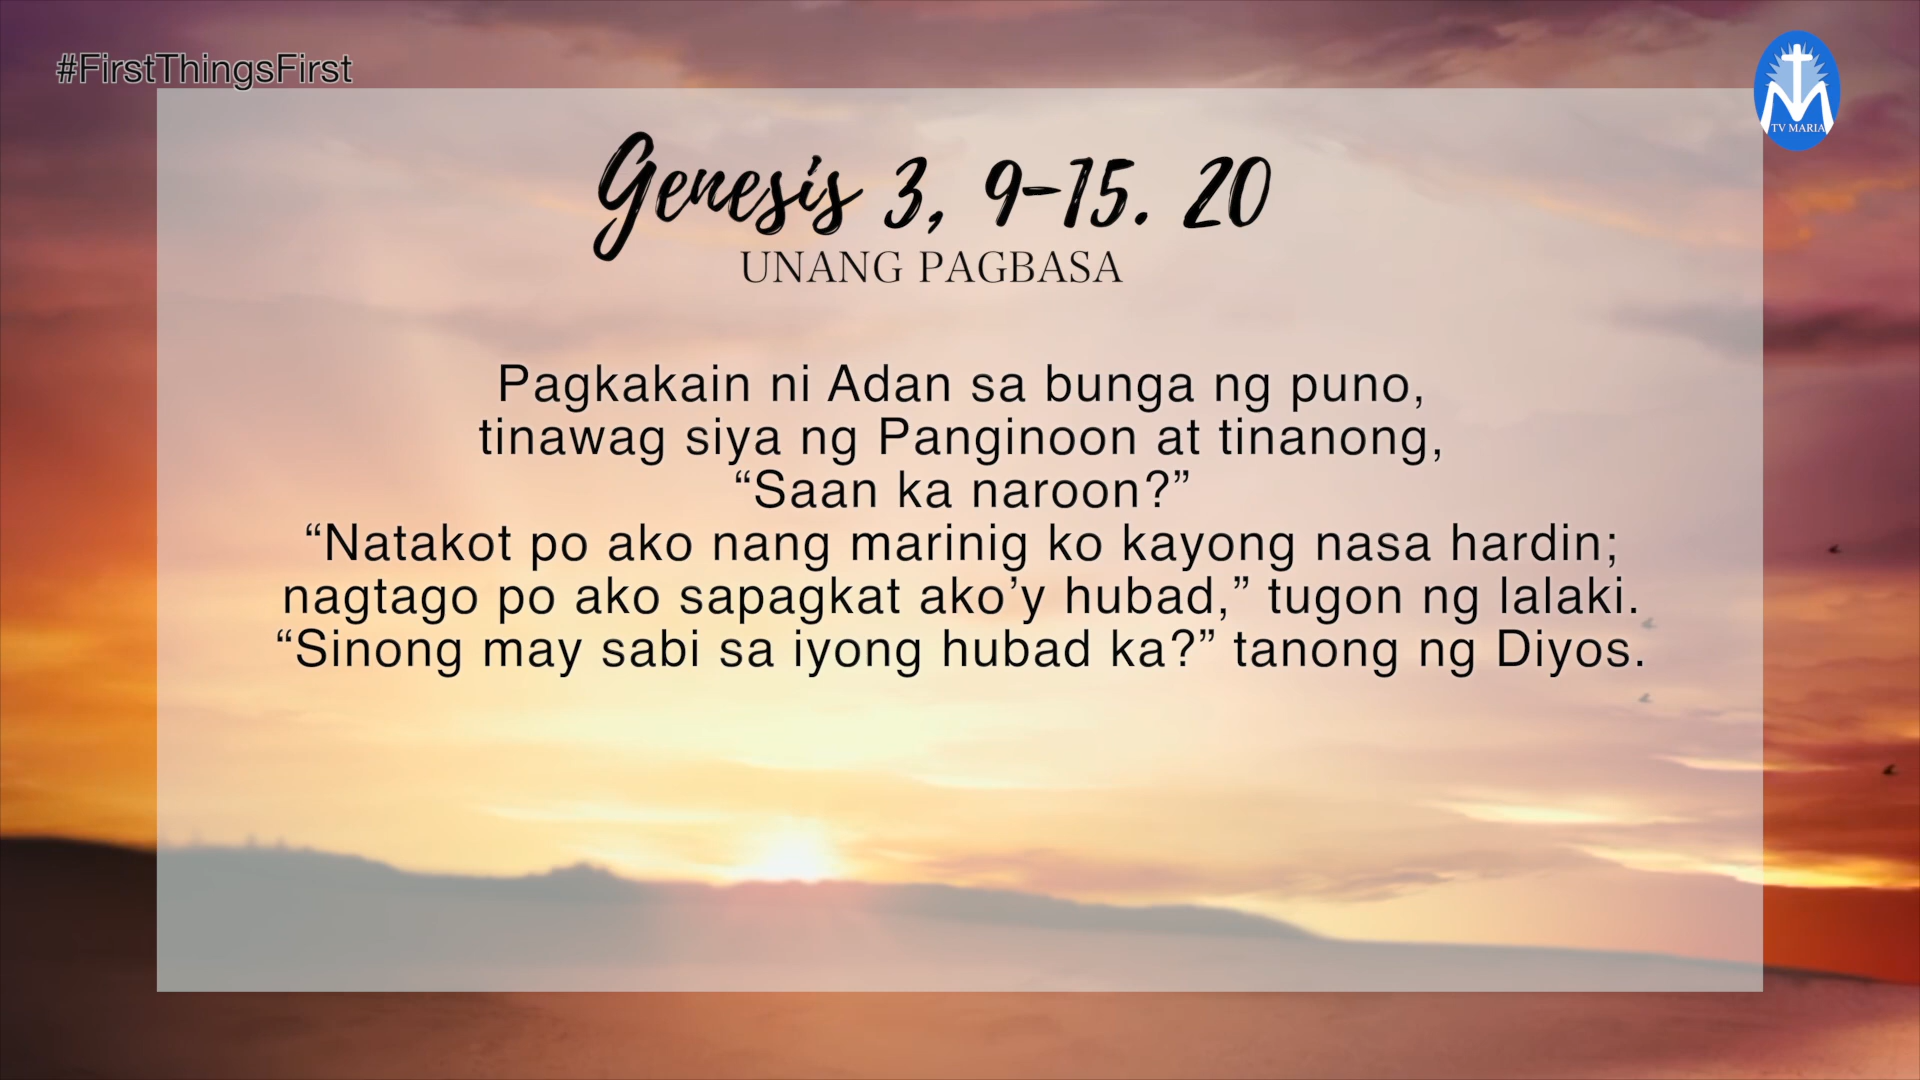 #FirstThingsFirst
TV MARIA
Genesis 3, 9-15. 20
UNANG PAGBASA
Pagkakain ni Adan sa bunga ng puno,
tinawag siya ng Panginoon at tinanong,
“Saan ka naroon?”
“Natakot po ako nang marinig ko kayong nasa hardin;
nagtago po ako sapagkat ako’y hubad,” tugon ng lalaki.
“Sinong may sabi sa iyong hubad ka?” tanong ng Diyos.